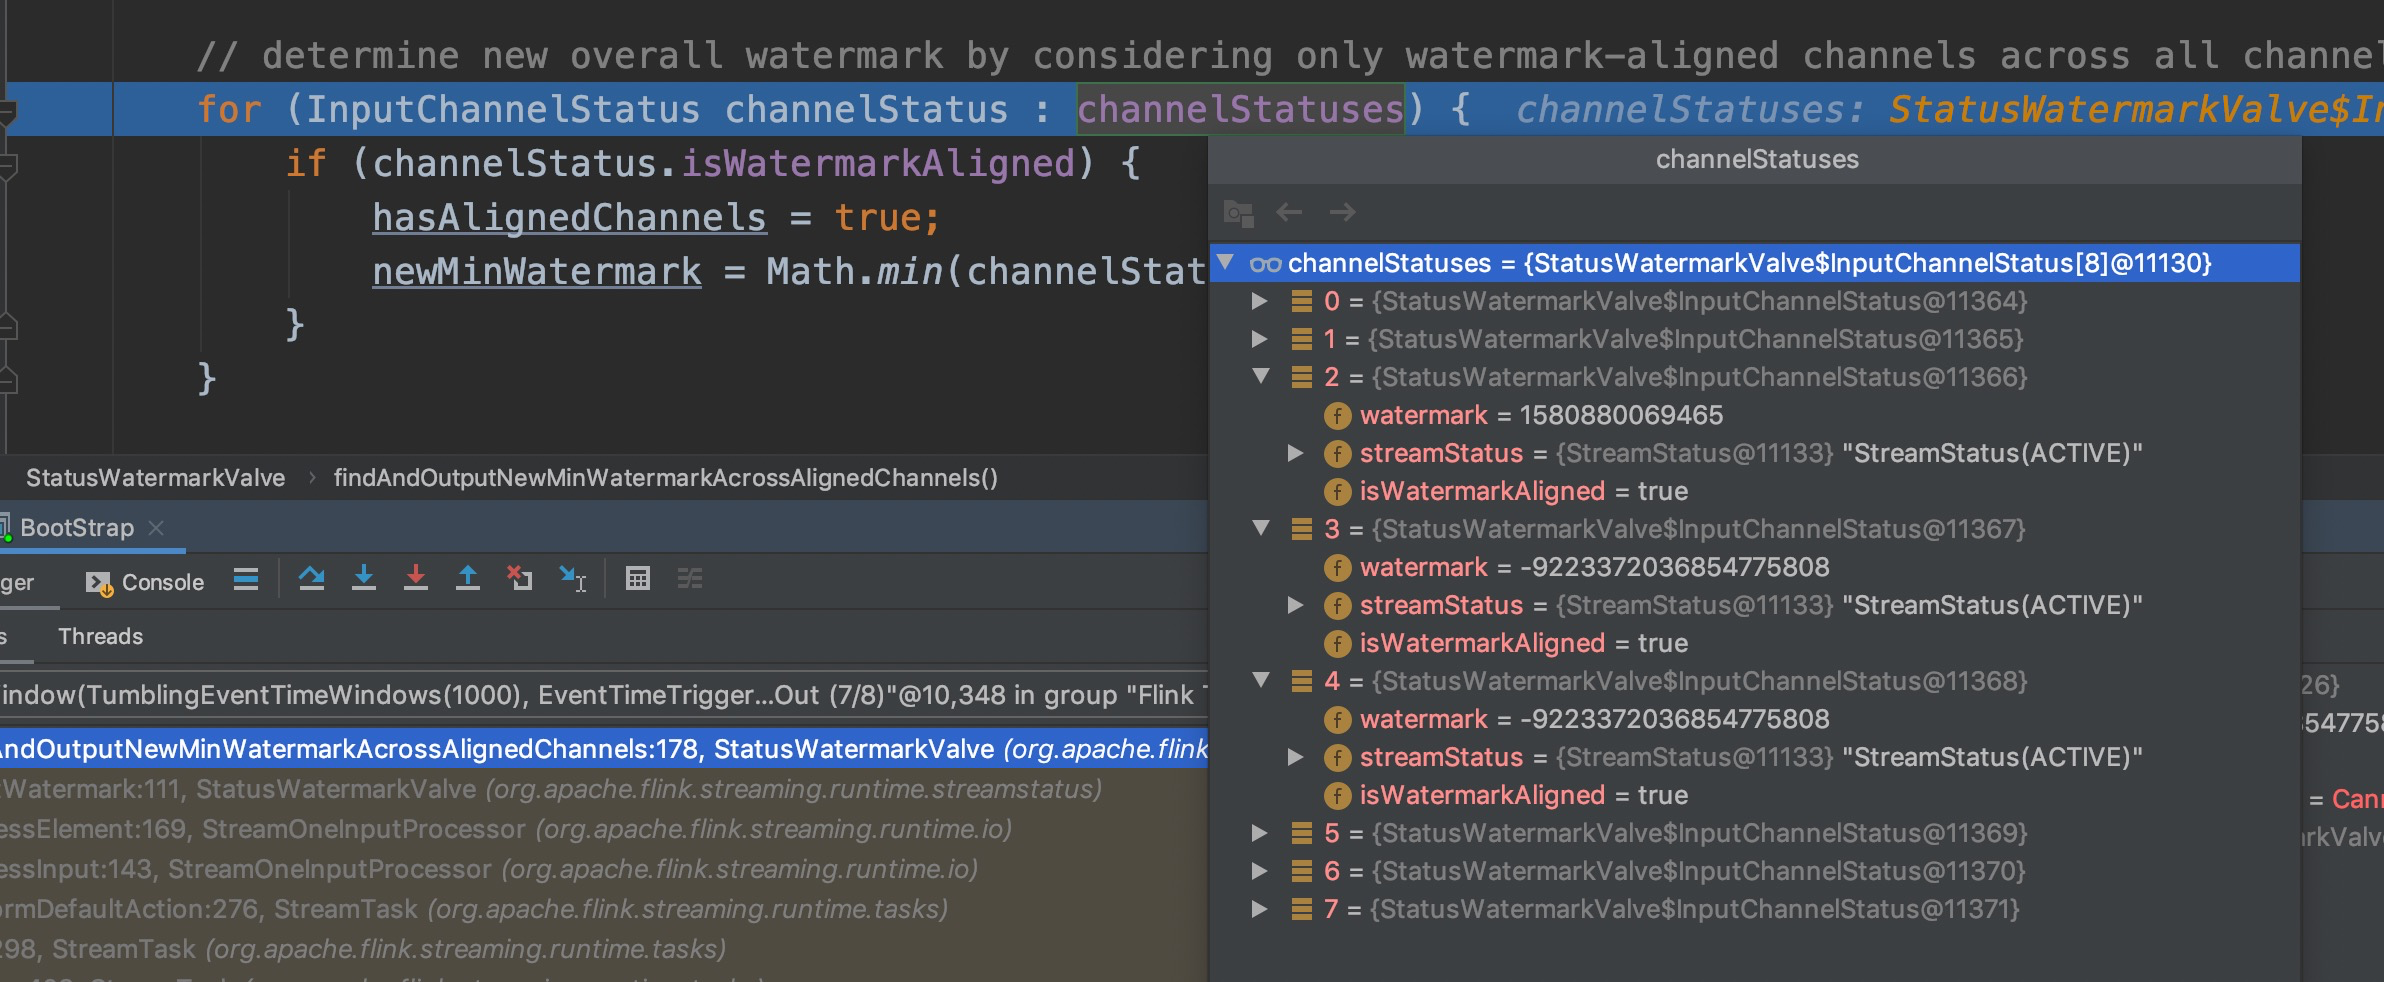 // determine new overall watermark by considering only watermark-aligned channels across all channel
for (InputChannelStatus channelStatus : channelStatuses) { channelStatuses: StatusWatermarkValve$In
if (channelStatus.isWatermarkAligned) {
hasAlignedChannels = true;
newMinWatermark = Math.min(channelStat
}
}
StatusWatermarkValve › findAndOutputNewMinWatermarkAcrossAlignedChannels()
BootStrap ×
ger Console
s Threads
indow(TumblingEventTimeWindows(1000), EventTimeTrigger...Out (7/8)"@10,348 in group "Flink T
AndOutputNewMinWatermarkAcrossAlignedChannels:178, StatusWatermarkValve (org.apache.flink
tWatermark:111, StatusWatermarkValve (org.apache.flink.streaming.runtime.streamstatus)
essElement:169, StreamOneInputProcessor (org.apache.flink.streaming.runtime.io)
essInput:143, StreamOneInputProcessor (org.apache.flink.streaming.runtime.io)
ormDefaultAction:276, StreamTask (org.apache.flink.streaming.runtime.tasks)
298, StreamTask (org.apache.flink.streaming.runtime.tasks)
channelStatuses
channelStatuses = {StatusWatermarkValve$InputChannelStatus[8]@11130}
0 = {StatusWatermarkValve$InputChannelStatus@11364}
1 = {StatusWatermarkValve$InputChannelStatus@11365}
2 = {StatusWatermarkValve$InputChannelStatus@11366}
watermark = 1580880069465
streamStatus = {StreamStatus@11133} "StreamStatus(ACTIVE)"
isWatermarkAligned = true
3 = {StatusWatermarkValve$InputChannelStatus@11367}
watermark = -9223372036854775808
streamStatus = {StreamStatus@11133} "StreamStatus(ACTIVE)"
isWatermarkAligned = true
4 = {StatusWatermarkValve$InputChannelStatus@11368}
watermark = -9223372036854775808
streamStatus = {StreamStatus@11133} "StreamStatus(ACTIVE)"
isWatermarkAligned = true
5 = {StatusWatermarkValve$InputChannelStatus@11369}
6 = {StatusWatermarkValve$InputChannelStatus@11370}
7 = {StatusWatermarkValve$InputChannelStatus@11371}
26}
547758
= Can
rkValv